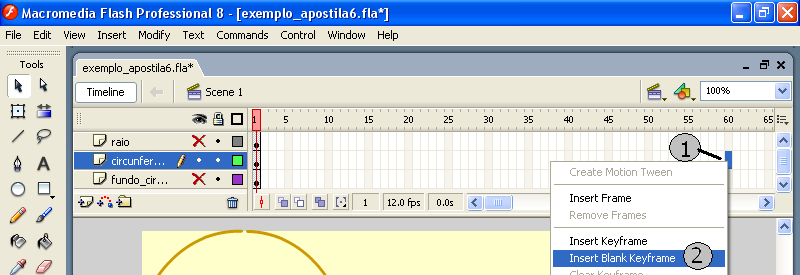 Macromedia Flash Professional 8 - [exemplo_apostila6.fla*]
File Edit View Insert Modify Text Commands Control Window Help
Tools
exemplo_apostila6.fla*
Timeline Scene 1 100%
1 5 10 15 20 25 30 35 40 45 50 55 60 65
raio
1
circunfer...
fundo_cir...
Create Motion Tween
1 12.0 fps 0.0s
Insert Frame
Remove Frames
Insert Keyframe
Insert Blank Keyframe 2
Clear Keyframe